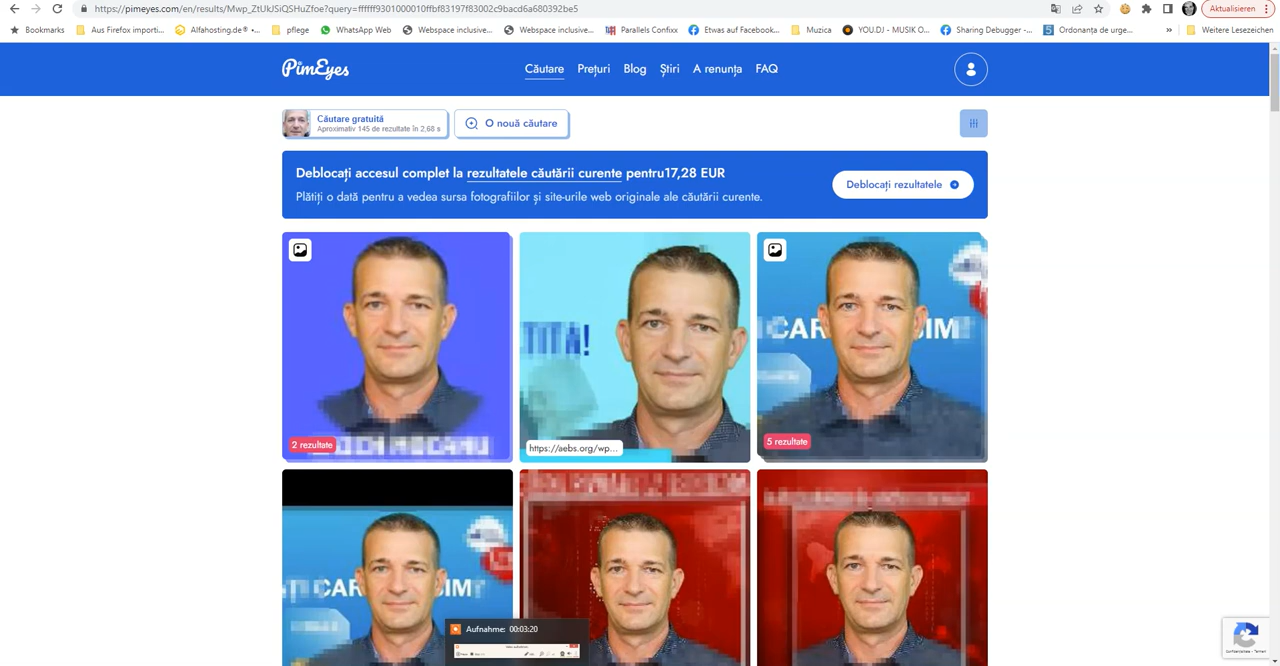 https://pimeyes.com/en/results/Mwp_ZtUkJSiQSHuZfoe?query=ffffff9301000010ffbf83197f83002c9bacd6a680392be5
Aktualisieren
Bookmarks Aus Firefox importi... Alfahosting.de® •... pflege WhatsApp Web Webspace inclusive... Webspace inclusive... Parallels Confixx Etwas auf Facebook... Muzica YOU.DJ - MUSIK O... Sharing Debugger -... Ordonanța de urge... » Weitere Lesezeichen
PimEyes
Căutare Prețuri Blog Știri A renunța FAQ
Căutare gratuită
Aproximativ 145 de rezultate în 2,68 s
O nouă căutare
Deblocați accesul complet la rezultatele căutării curente pentru17,28 EUR
Plătiți o dată pentru a vedea sursa fotografiilor și site-urile web originale ale căutării curente.
Deblocați rezultatele
CAR
2 rezultate
https://aebs.org/wp...
5 rezultate
CAR
Aufnahme: 00:03:20